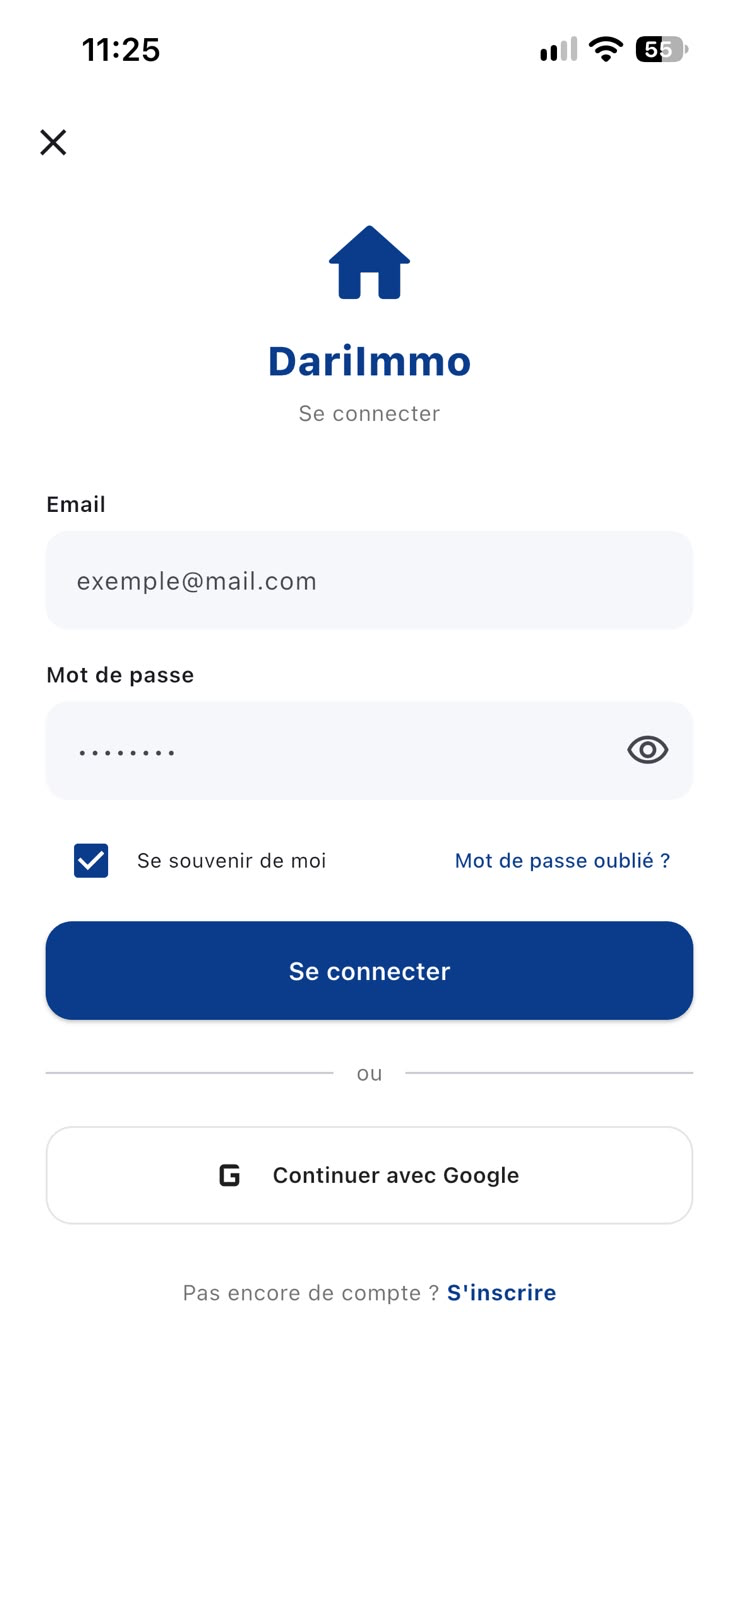 11:25
55
DariImmo
Se connecter
Email
exemple@mail.com
Mot de passe
••••••••
Se souvenir de moi
Mot de passe oublié ?
Se connecter
ou
G Continuer avec Google
Pas encore de compte ? S'inscrire